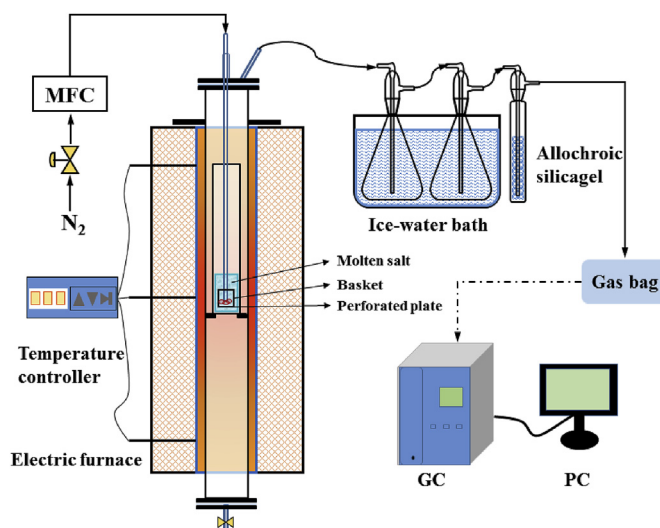 MFC
N2
Allochroic
silicagel
Ice-water bath
Molten salt
Basket
Perforated plate
Gas bag
Temperature
controller
Electric furnace
GC
PC